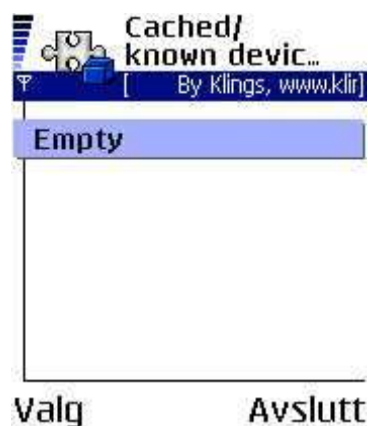 Cached/
known devic...
[ By Klings, www.klir]
Empty
Valg Avslutt